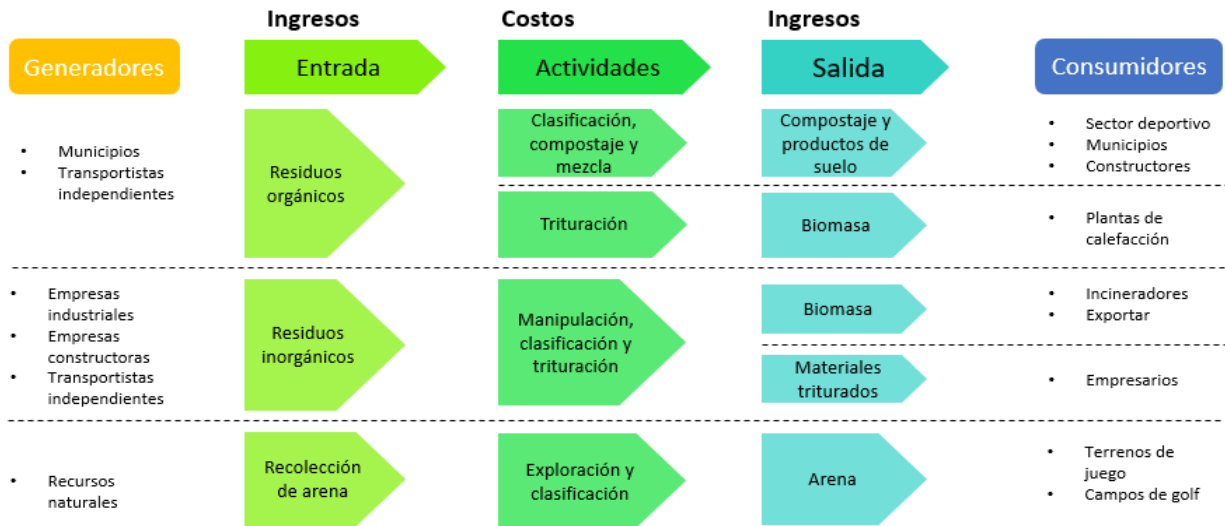 Ingresos
Costos
Ingresos
Generadores
Entrada
Actividades
Salida
Consumidores
• Municipios
• Transportistas
independientes
Residuos
orgánicos
Clasificación,
compostaje y
mezcla
Compostaje y
productos de
suelo
• Sector deportivo
• Municipios
• Constructores
Trituración
Biomasa
• Plantas de
calefacción
• Empresas
industriales
• Empresas
constructoras
• Transportistas
independientes
Residuos
inorgánicos
Manipulación,
clasificación y
trituración
Biomasa
• Incineradores
• Exportar
Materiales
triturados
• Empresarios
• Recursos
naturales
Recolección
de arena
Exploración y
clasificación
Arena
• Terrenos de
juego
• Campos de golf